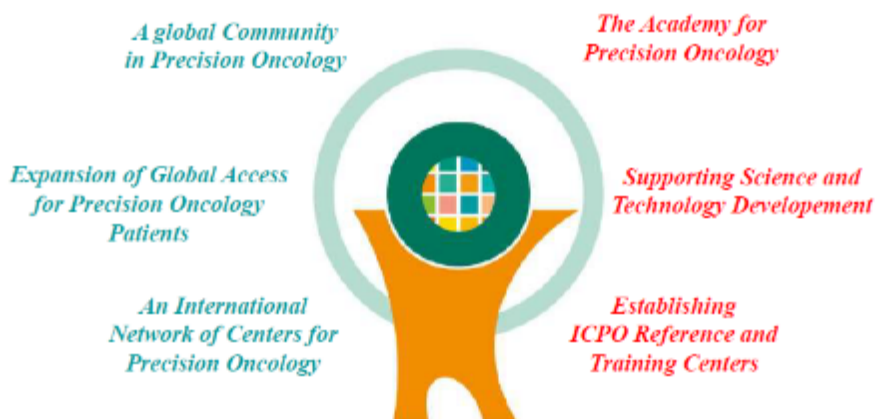 A global Community
in Precision Oncology
The Academy for
Precision Oncology
Expansion of Global Access
for Precision Oncology
Patients
Supporting Science and
Technology Developement
An International
Network of Centers for
Precision Oncology
Establishing
ICPO Reference and
Training Centers